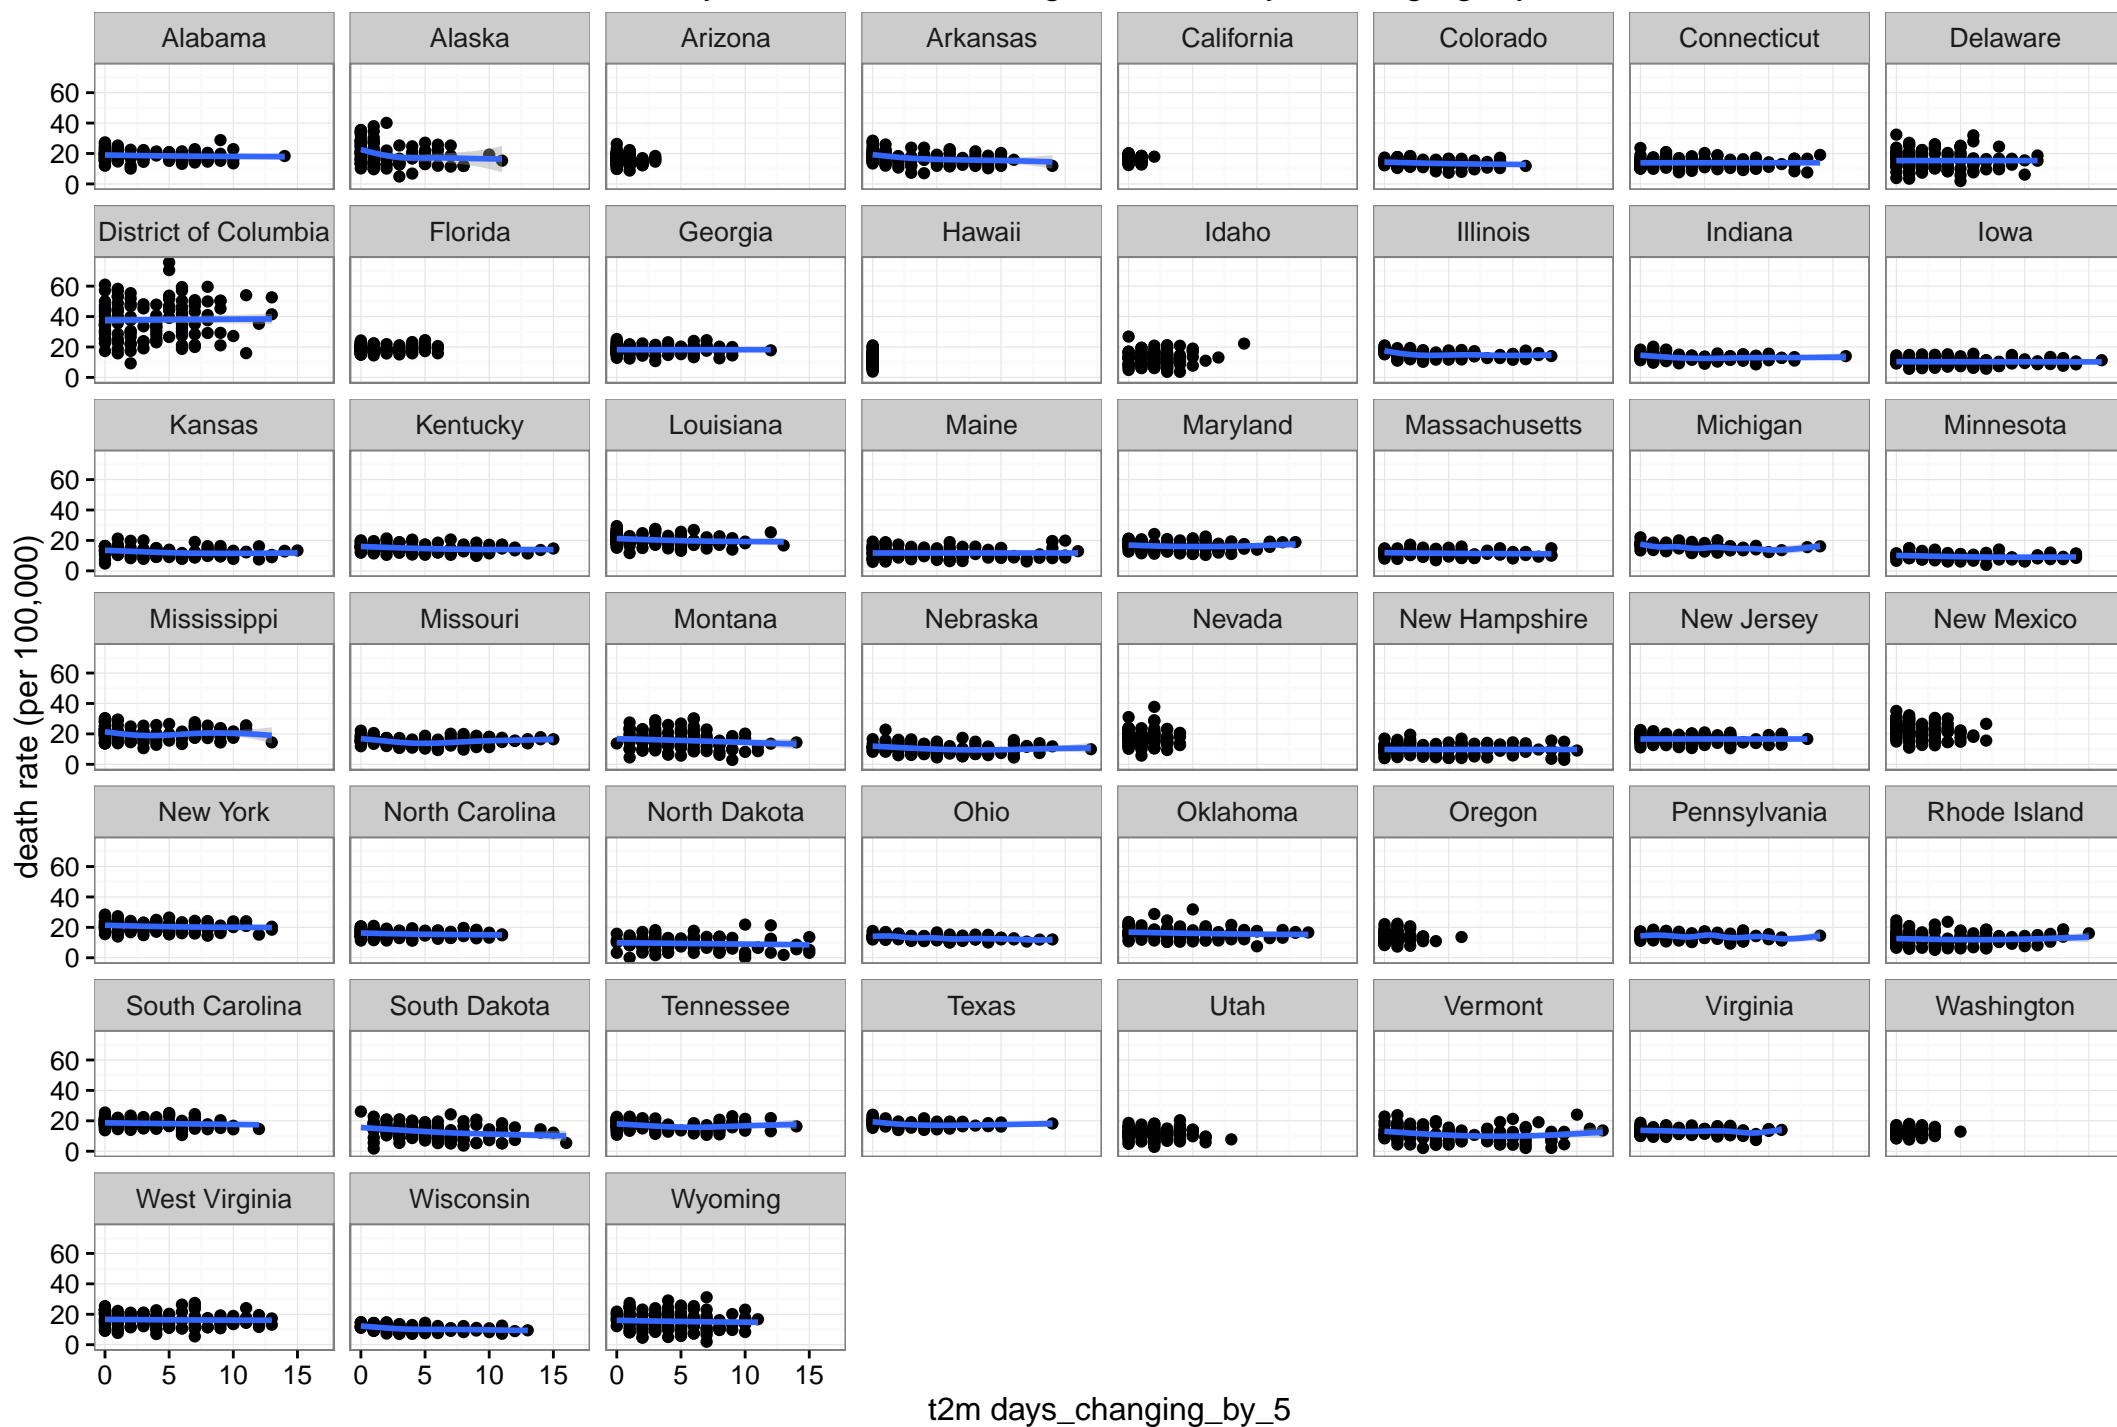 Alabama Alaska Arizona Arkansas California Colorado Connecticut Delaware
60
40
20
0
District of Columbia Florida Georgia Hawaii Idaho Illinois Indiana Iowa
60
40
20
0
Kansas Kentucky Louisiana Maine Maryland Massachusetts Michigan Minnesota
60
40
20
0
death rate (per 100,000)
Mississippi Missouri Montana Nebraska Nevada New Hampshire New Jersey New Mexico
60
40
20
0
New York North Carolina North Dakota Ohio Oklahoma Oregon Pennsylvania Rhode Island
60
40
20
0
South Carolina South Dakota Tennessee Texas Utah Vermont Virginia Washington
60
40
20
0
West Virginia Wisconsin Wyoming
60
40
20
0
0 5 10 15 0 5 10 15 0 5 10 15
t2m days_changing_by_5